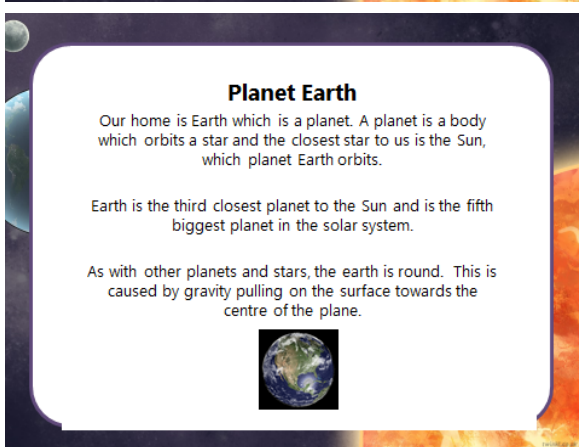 Planet Earth
Our home is Earth which is a planet. A planet is a body
which orbits a star and the closest star to us is the Sun,
which planet Earth orbits.
Earth is the third closest planet to the Sun and is the fifth
biggest planet in the solar system.
As with other planets and stars, the earth is round. This is
caused by gravity pulling on the surface towards the
centre of the plane.